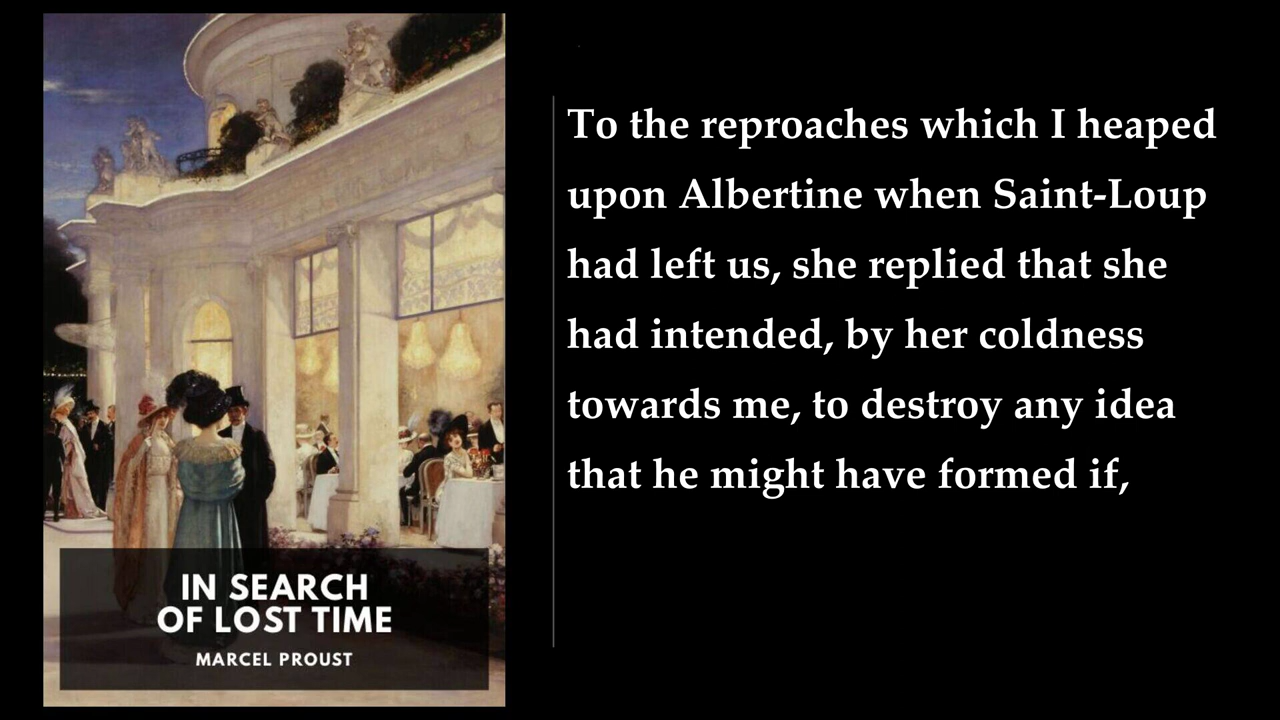 IN SEARCH
OF LOST TIME
MARCEL PROUST
To the reproaches which I heaped
upon Albertine when Saint-Loup
had left us, she replied that she
had intended, by her coldness
towards me, to destroy any idea
that he might have formed if,